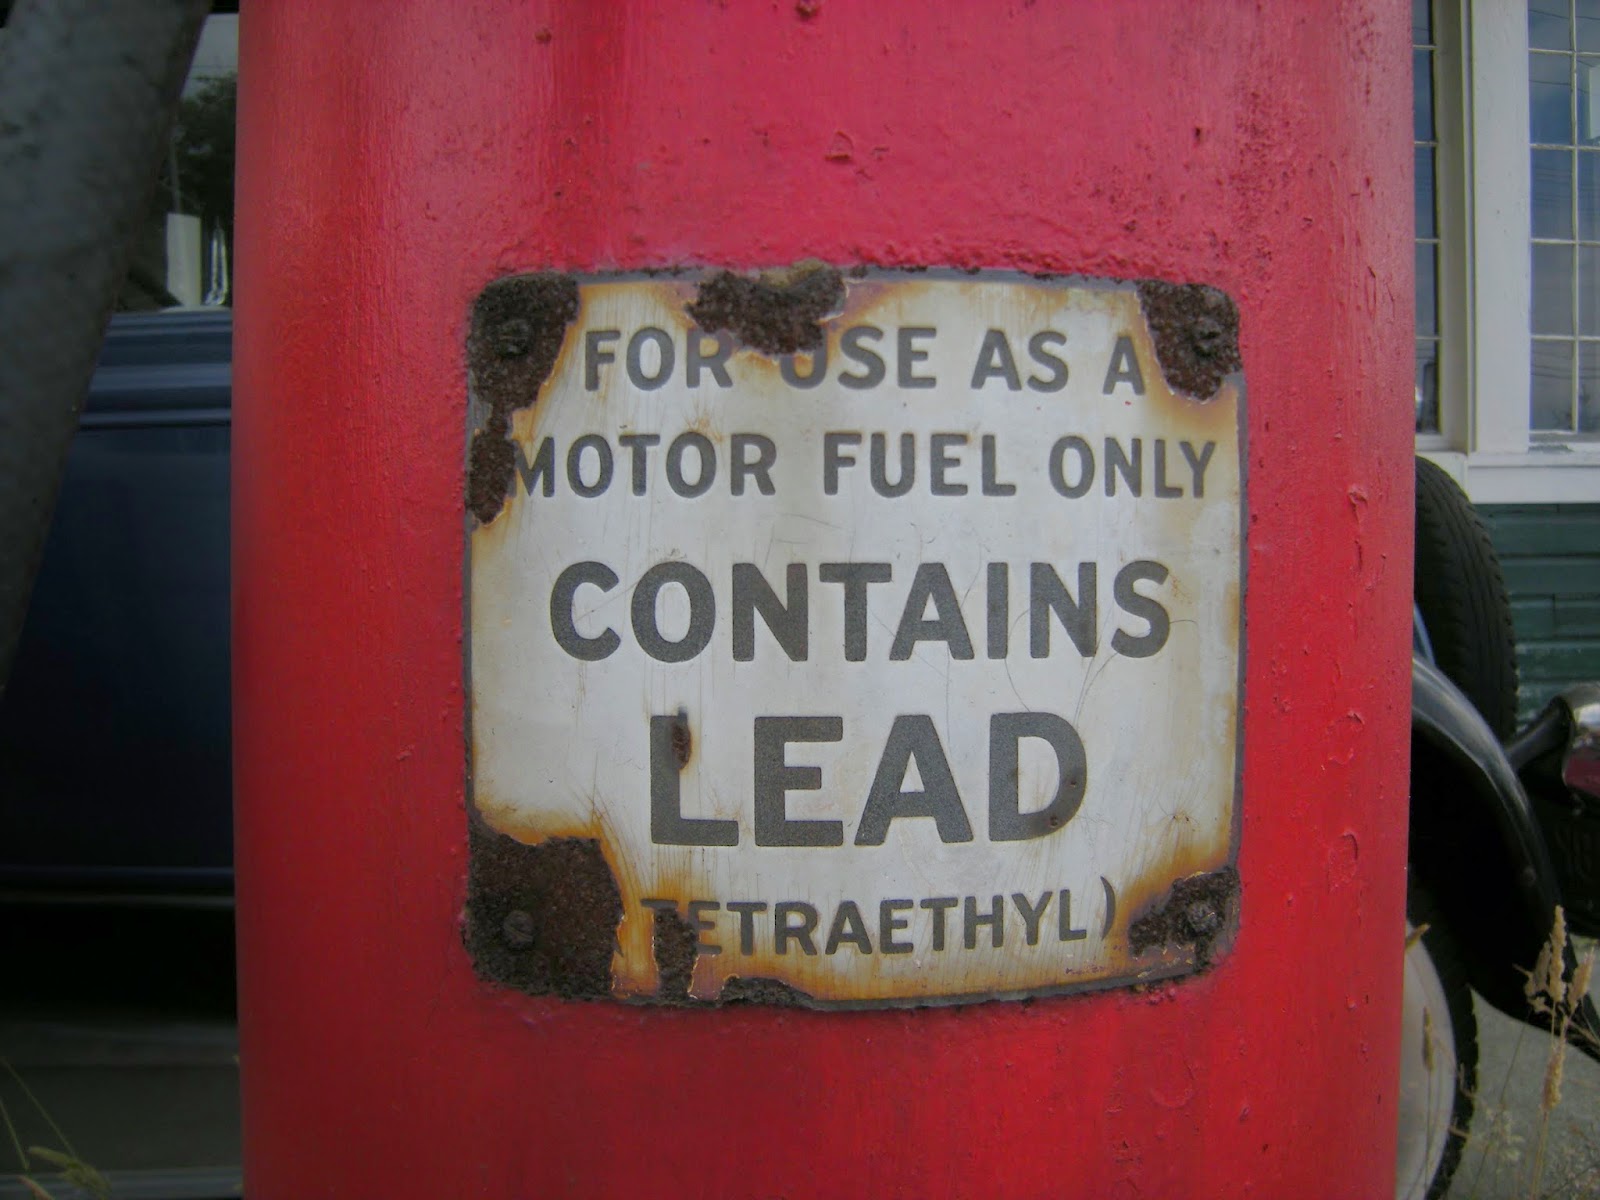 FOR USE AS A
MOTOR FUEL ONLY
CONTAINS
LEAD
(TETRAETHYL)